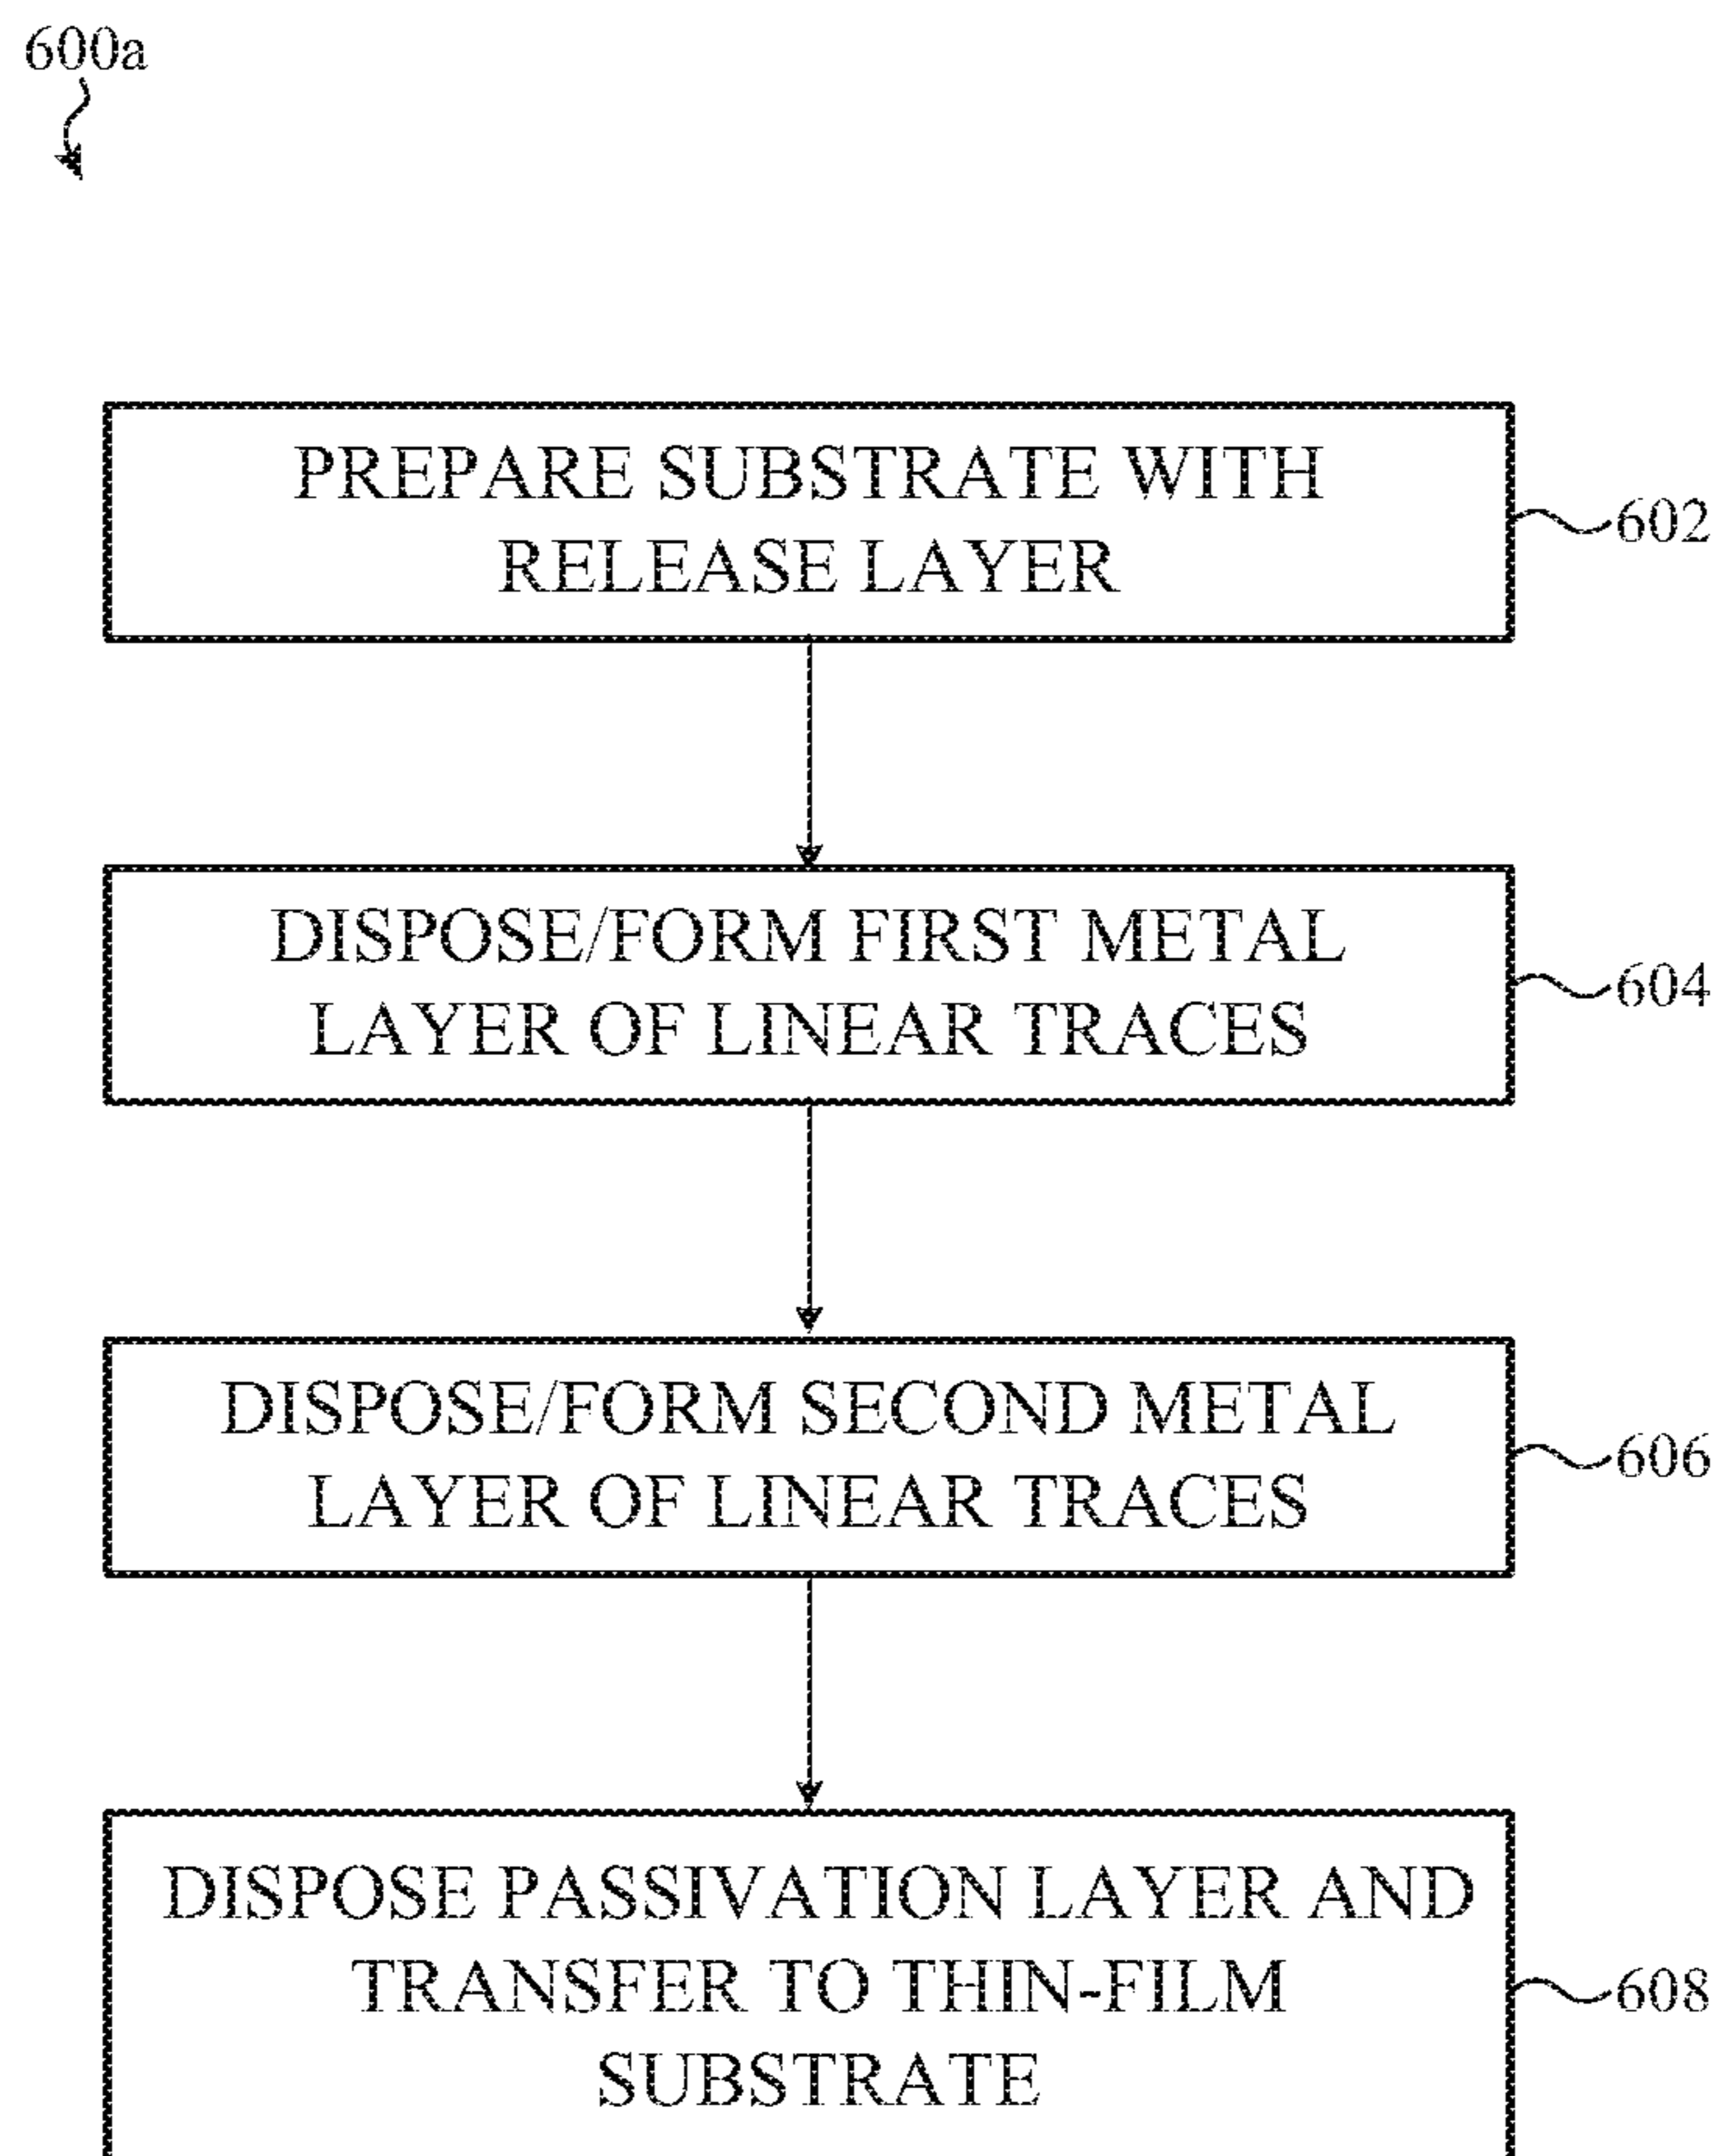 600a
PREPARE SUBSTRATE WITH
RELEASE LAYER
602
DISPOSE/FORM FIRST METAL
LAYER OF LINEAR TRACES
604
DISPOSE/FORM SECOND METAL
LAYER OF LINEAR TRACES
606
DISPOSE PASSIVATION LAYER AND
TRANSFER TO THIN-FILM
SUBSTRATE
608